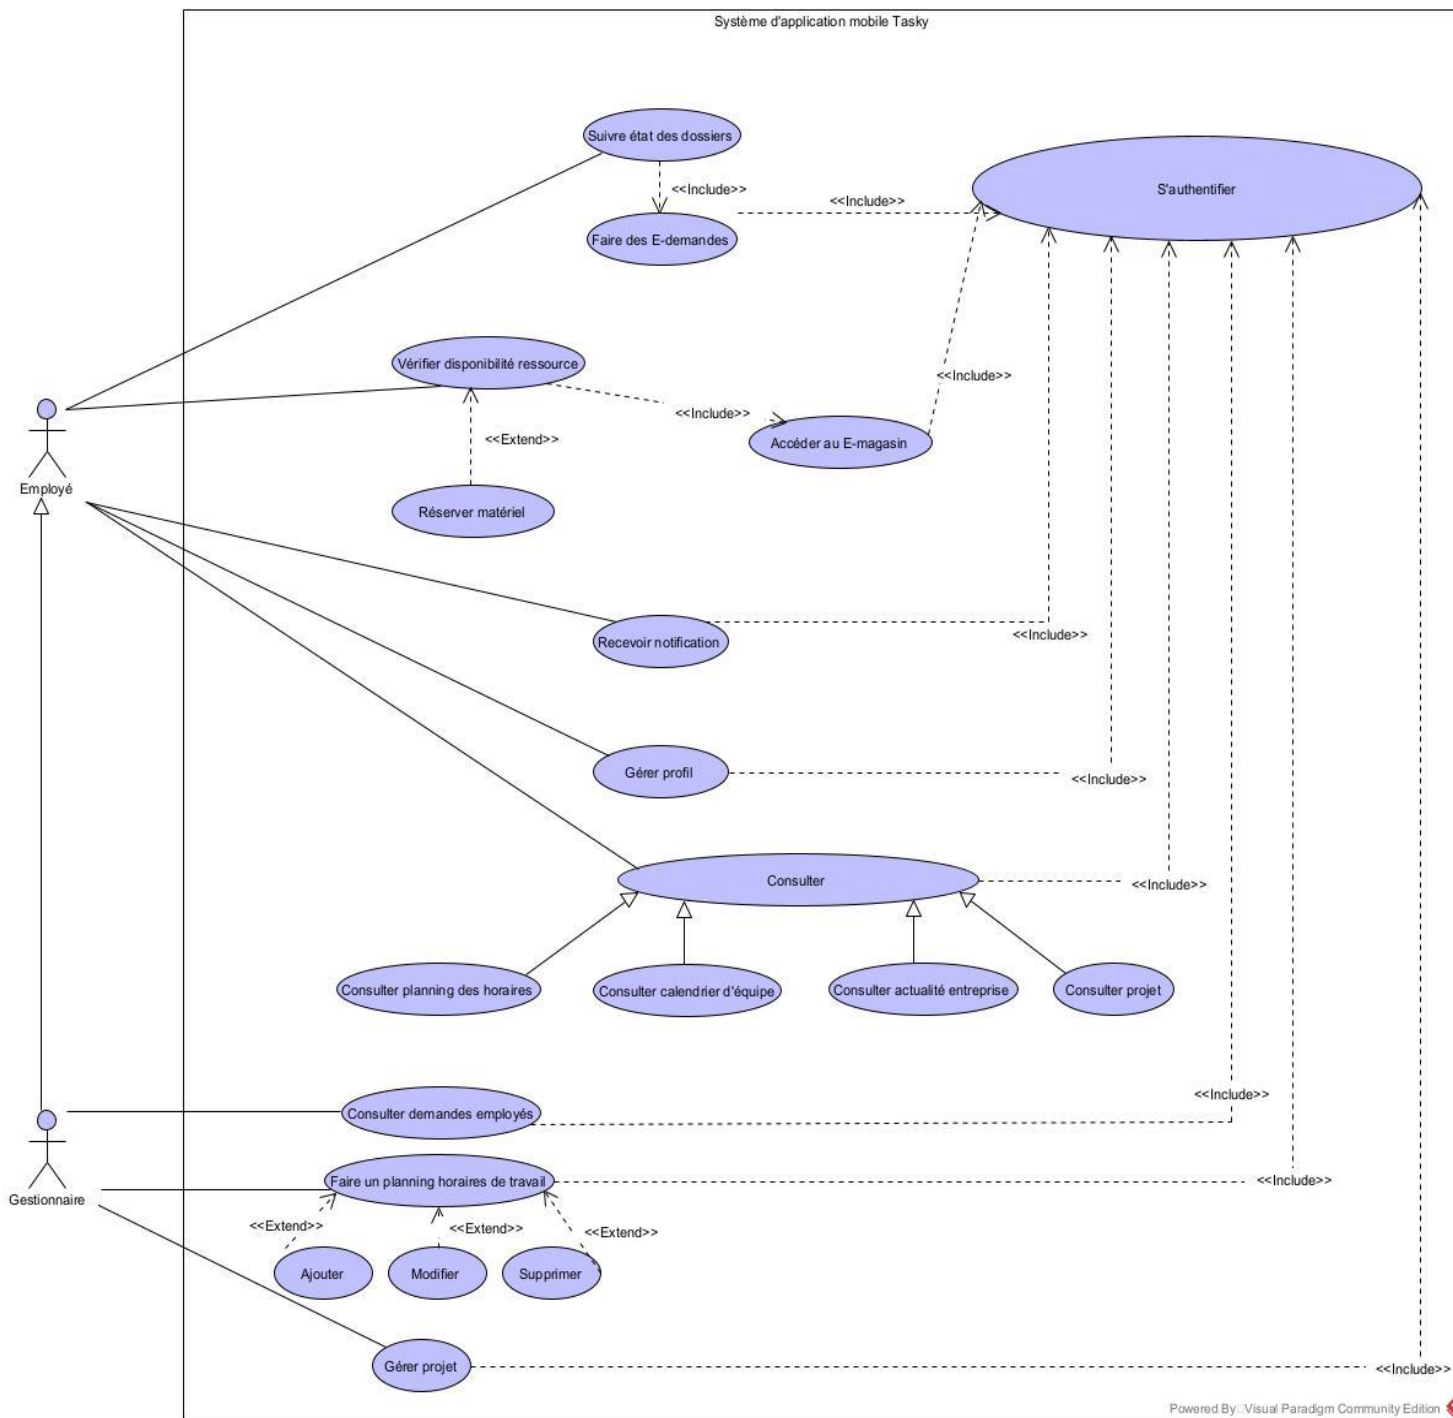 Système d'application mobile Tasky
Suivre état des dossiers
<<Include>>
S'authentifier
<<Include>>
Faire des E-demandes
Vérifier disponibilité ressource
<<Include>>
<<Include>>
<<Extend>>
Accéder au E-magasin
Employé
Réserver matériel
<<Include>>
Recevoir notification
Gérer profil
<<Include>>
Consulter
<<Include>>
Consulter planning des horaires
Consulter calendrier d'équipe
Consulter actualité entreprise
Consulter projet
<<Include>>
Consulter demandes employés
Gestionnaire
Faire un planning horaires de travail
<<Include>>
<<Extend>>
<<Extend>>
<<Extend>>
Ajouter
Modifier
Supprimer
Gérer projet
<<Include>>
Powered By Visual Paradigm Community Edition